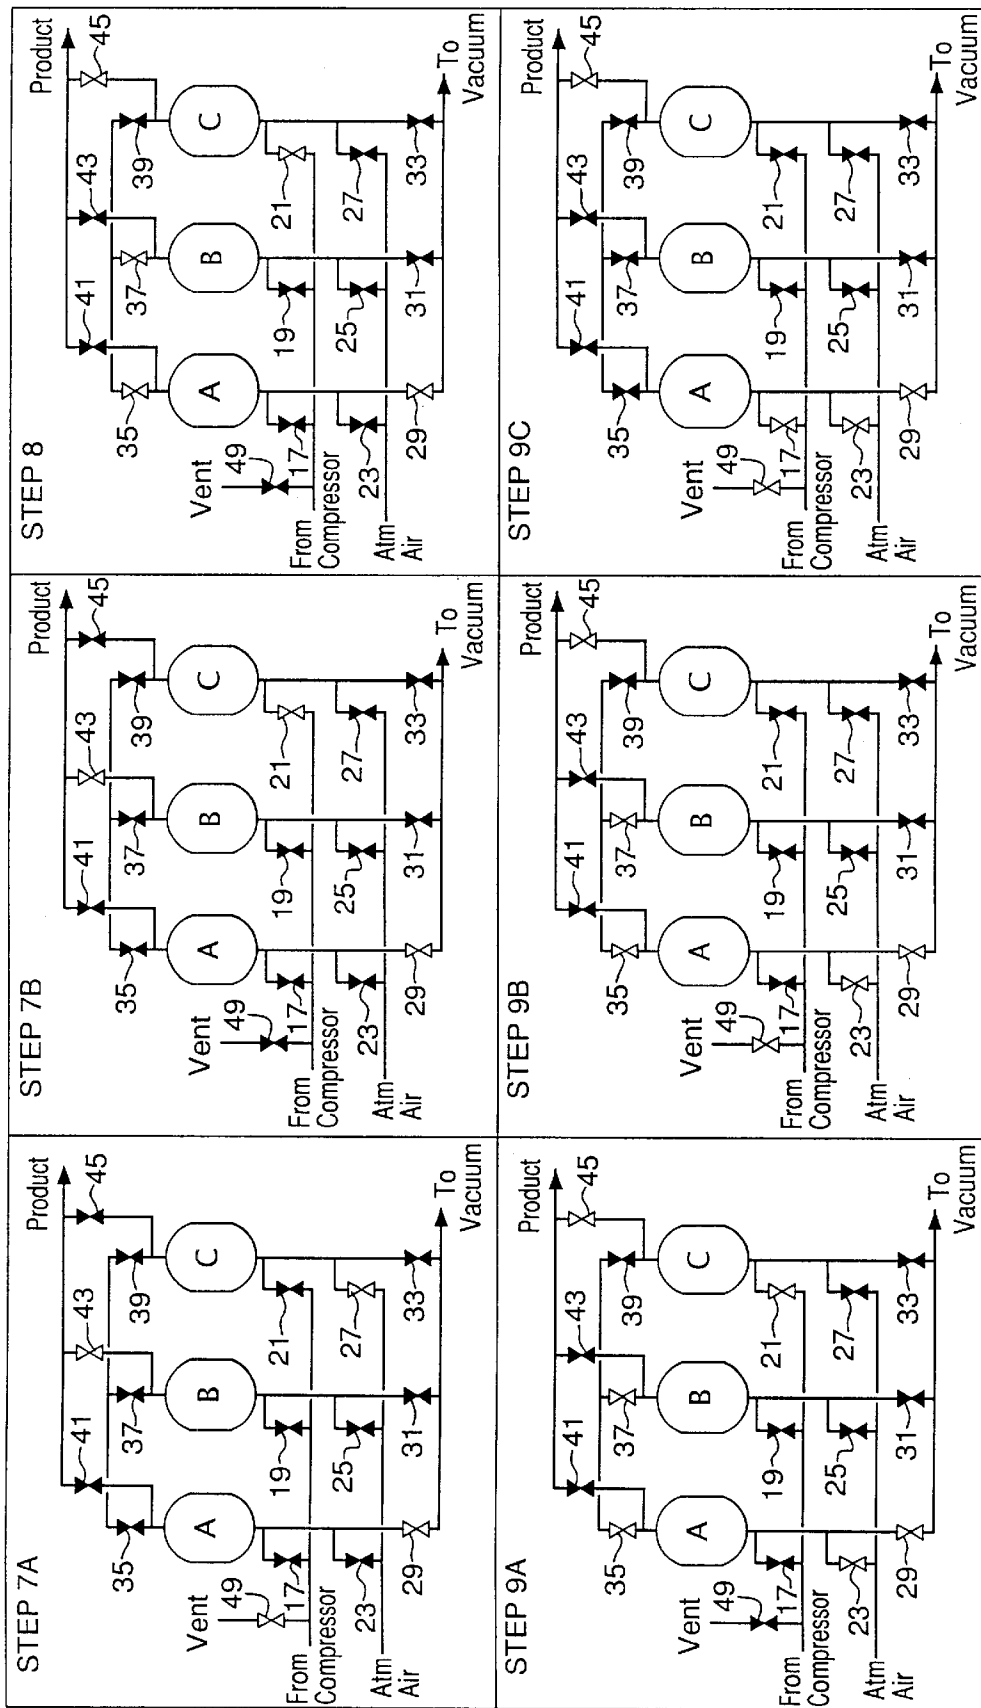 STEP 7A
Product
41
43
45
35
37
39
A
B
C
Vent
49
17
19
21
From
Compressor
23
25
27
Atm
Air
29
31
33
To
Vacuum
STEP 7B
Product
41
43
45
35
37
39
A
B
C
Vent
49
17
19
21
From
Compressor
23
25
27
Atm
Air
29
31
33
To
Vacuum
STEP 8
Product
41
43
45
35
37
39
A
B
C
Vent
49
17
19
21
From
Compressor
23
25
27
Atm
Air
29
31
33
To
Vacuum
STEP 9A
Product
41
43
45
35
37
39
A
B
C
Vent
49
17
19
21
From
Compressor
23
25
27
Atm
Air
29
31
33
To
Vacuum
STEP 9B
Product
41
43
45
35
37
39
A
B
C
Vent
49
17
19
21
From
Compressor
23
25
27
Atm
Air
29
31
33
To
Vacuum
STEP 9C
Product
41
43
45
35
37
39
A
B
C
Vent
49
17
19
21
From
Compressor
23
25
27
Atm
Air
29
31
33
To
Vacuum